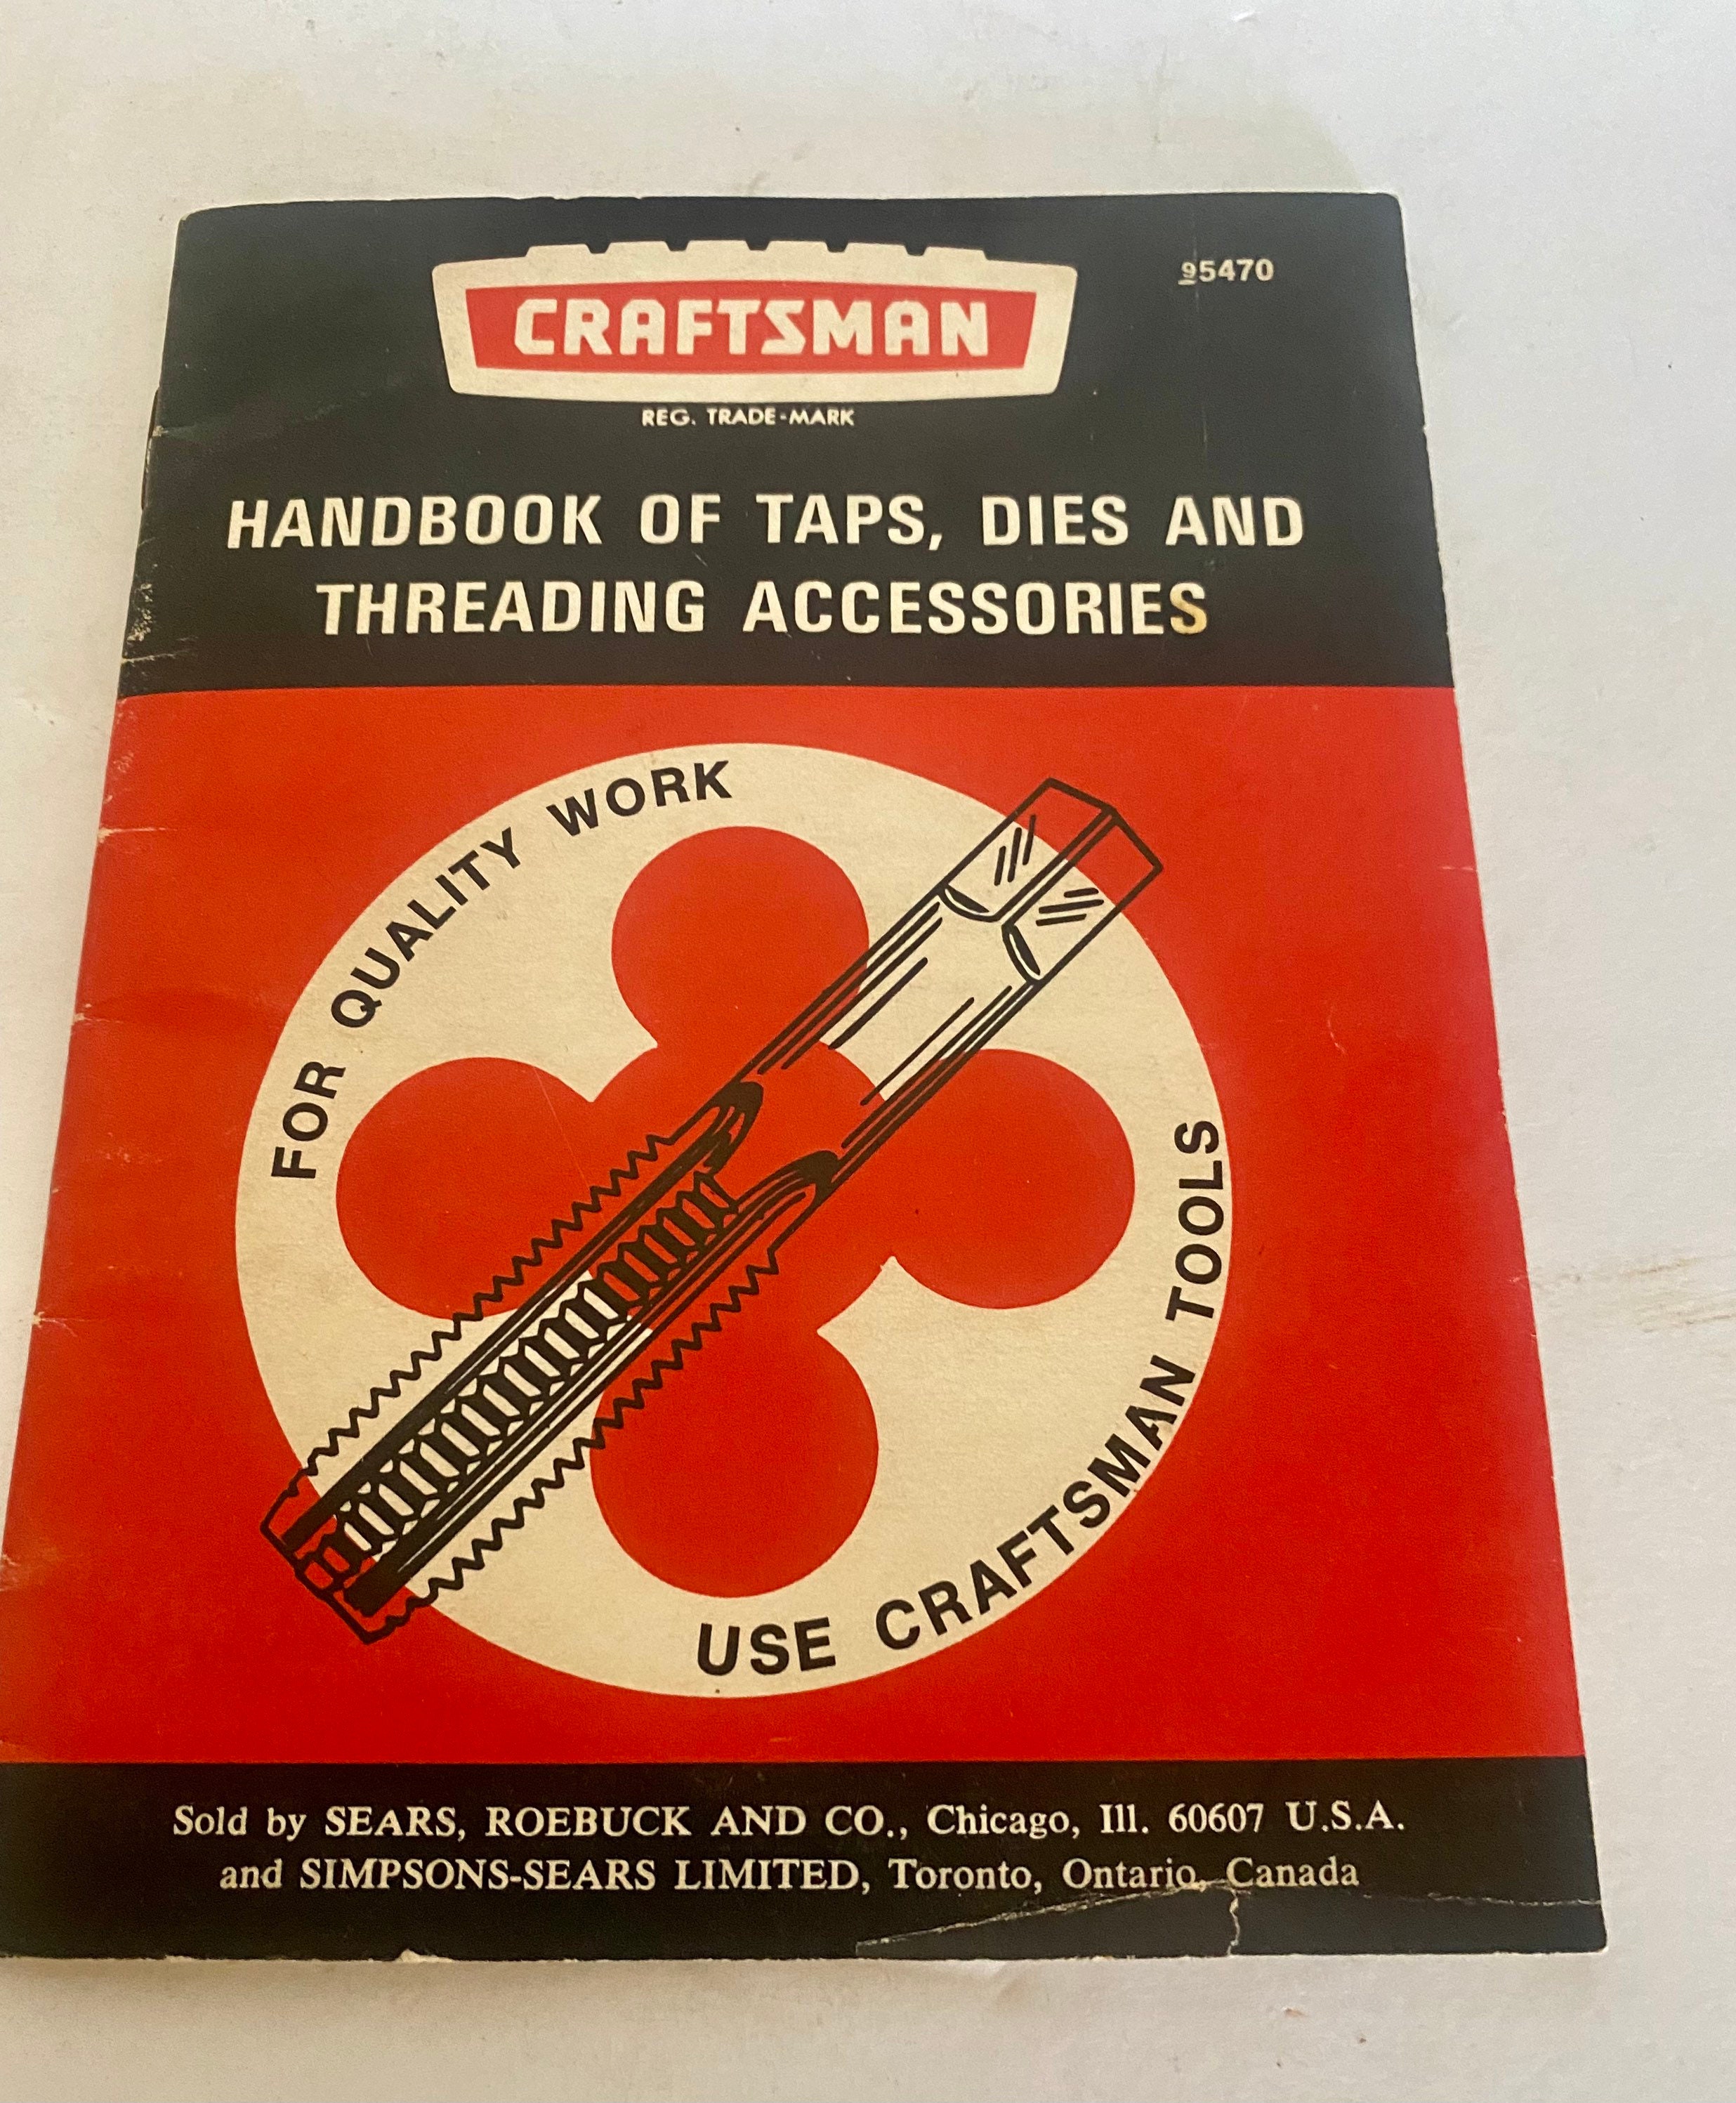 CRAFTSMAN
95470
REG. TRADE-MARK
HANDBOOK OF TAPS, DIES AND
THREADING ACCESSORIES
FOR QUALITY WORK
USE CRAFTSMAN TOOLS
Sold by SEARS, ROEBUCK AND CO., Chicago, Ill. 60607 U.S.A.
and SIMPSONS-SEARS LIMITED, Toronto, Ontario, Canada